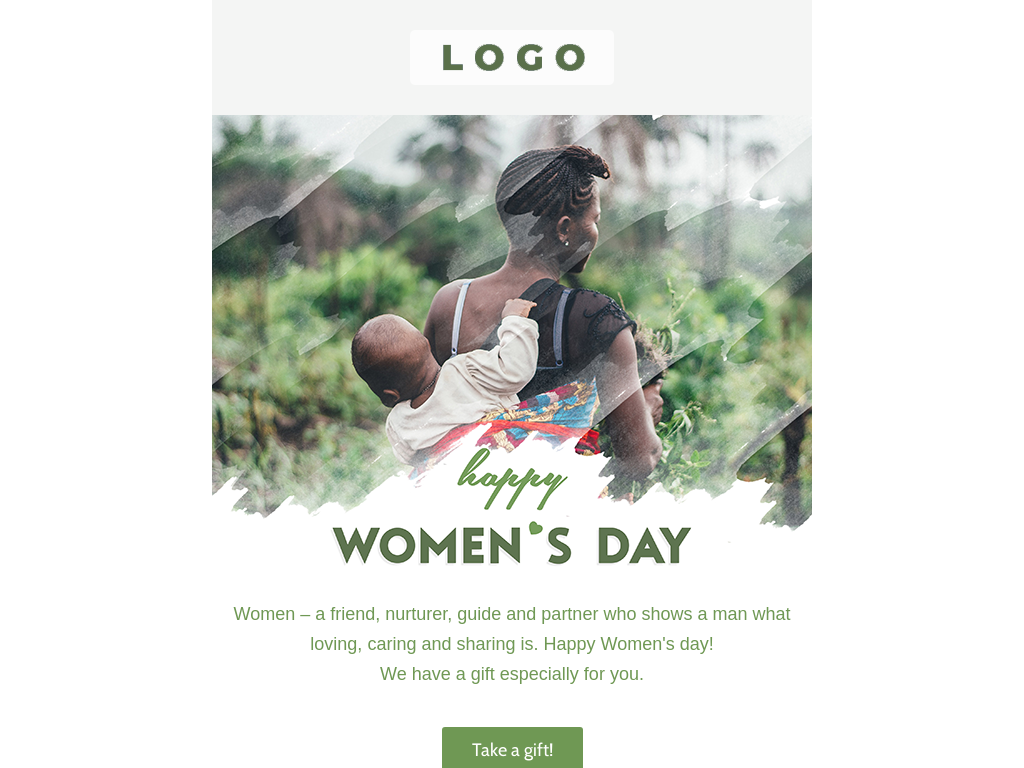 LOGO
happy
WOMEN'S DAY
Women – a friend, nurturer, guide and partner who shows a man what
loving, caring and sharing is. Happy Women's day!
We have a gift especially for you.
Take a gift!